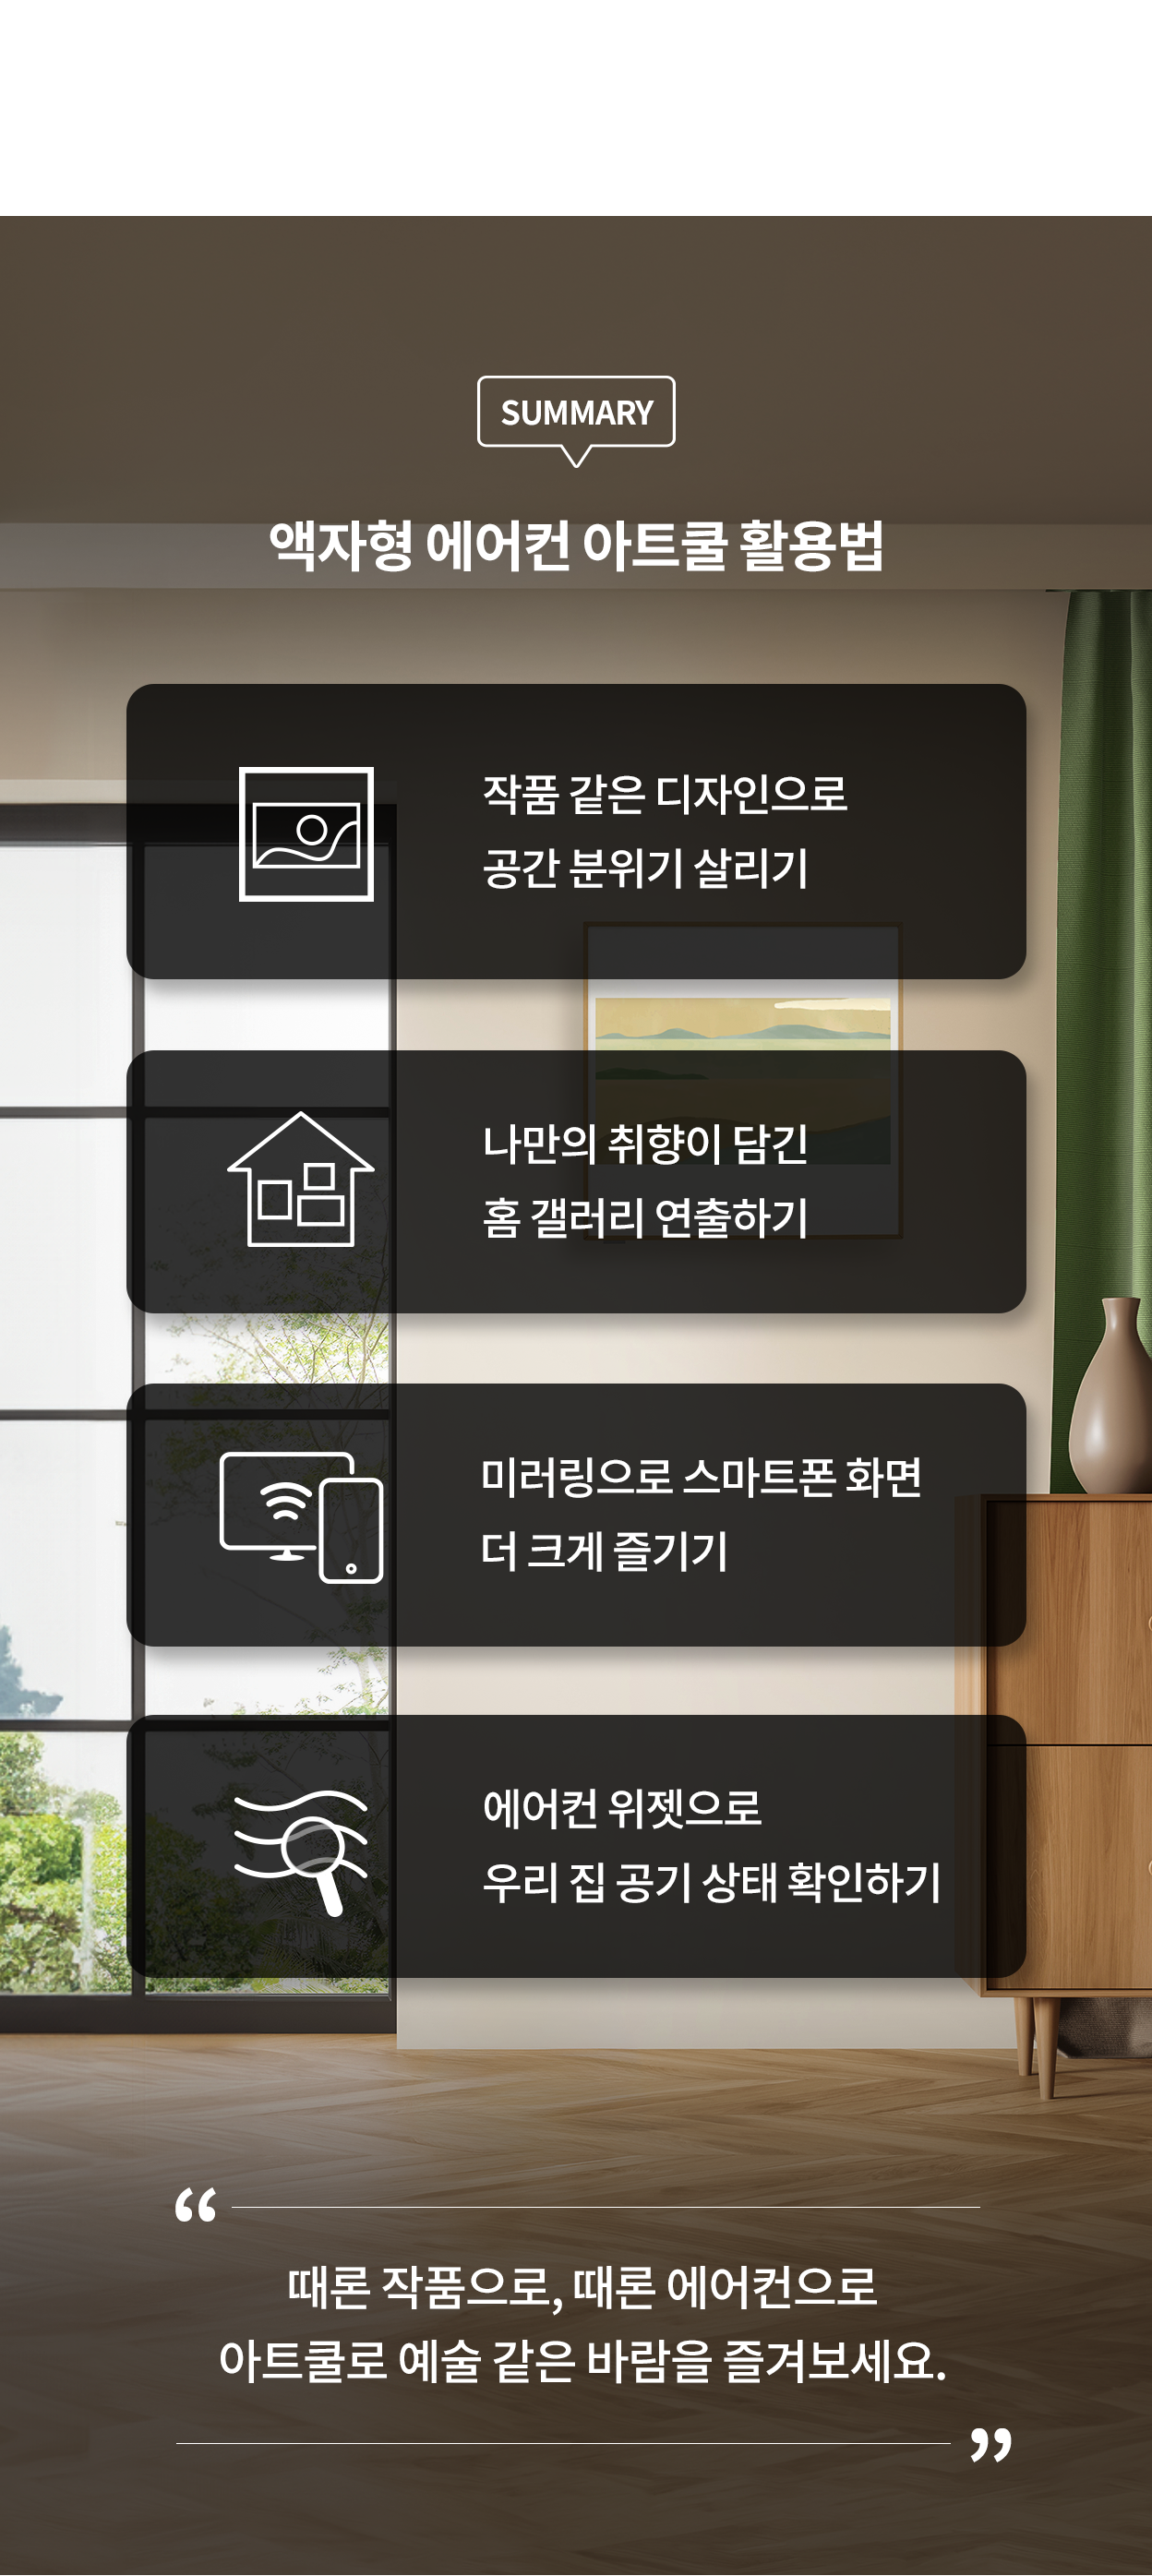 SUMMARY
액자형 에어컨 아트쿨 활용법
작품 같은 디자인으로
공간 분위기 살리기
나만의 취향이 담긴
홈 갤러리 연출하기
미러링으로 스마트폰 화면
더 크게 즐기기
에어컨 위젯으로
우리 집 공기 상태 확인하기
“
때론 작품으로, 때론 에어컨으로
아트쿨로 예술 같은 바람을 즐겨보세요.
”